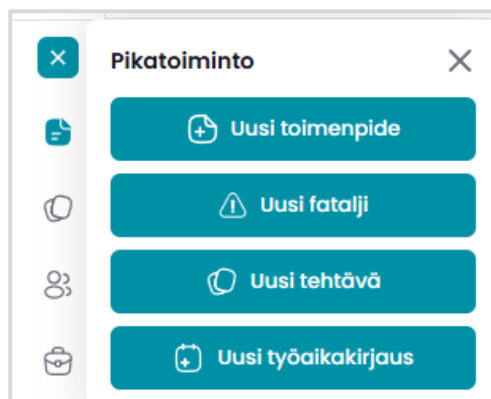 Pikatoiminto
Uusi toimenpide
Uusi fatalji
Uusi tehtävä
Uusi työaikakirjaus